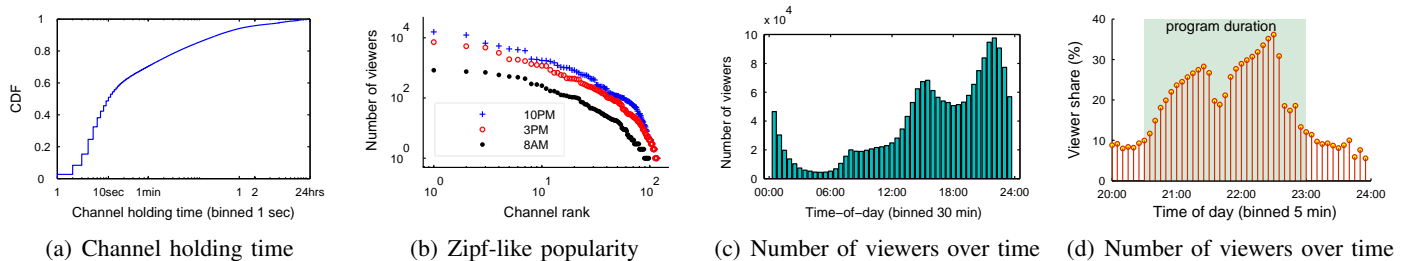 1
0.8
0.6
0.4
0.2
0
CDF
1 10sec 1min 1 2 24hrs
Channel holding time (binned 1 sec)
(a) Channel holding time
10^4
10^2
10^0
Number of viewers
10PM
3PM
8AM
10^0 10^1 10^2
Channel rank
(b) Zipf-like popularity
x 10^4
10
8
6
4
2
0
Number of viewers
00:00 06:00 12:00 18:00 24:00
Time-of-day (binned 30 min)
(c) Number of viewers over time
40
30
20
10
0
Viewer share (%)
program duration
20:00 21:00 22:00 23:00 24:00
Time of day (binned 5 min)
(d) Number of viewers over time